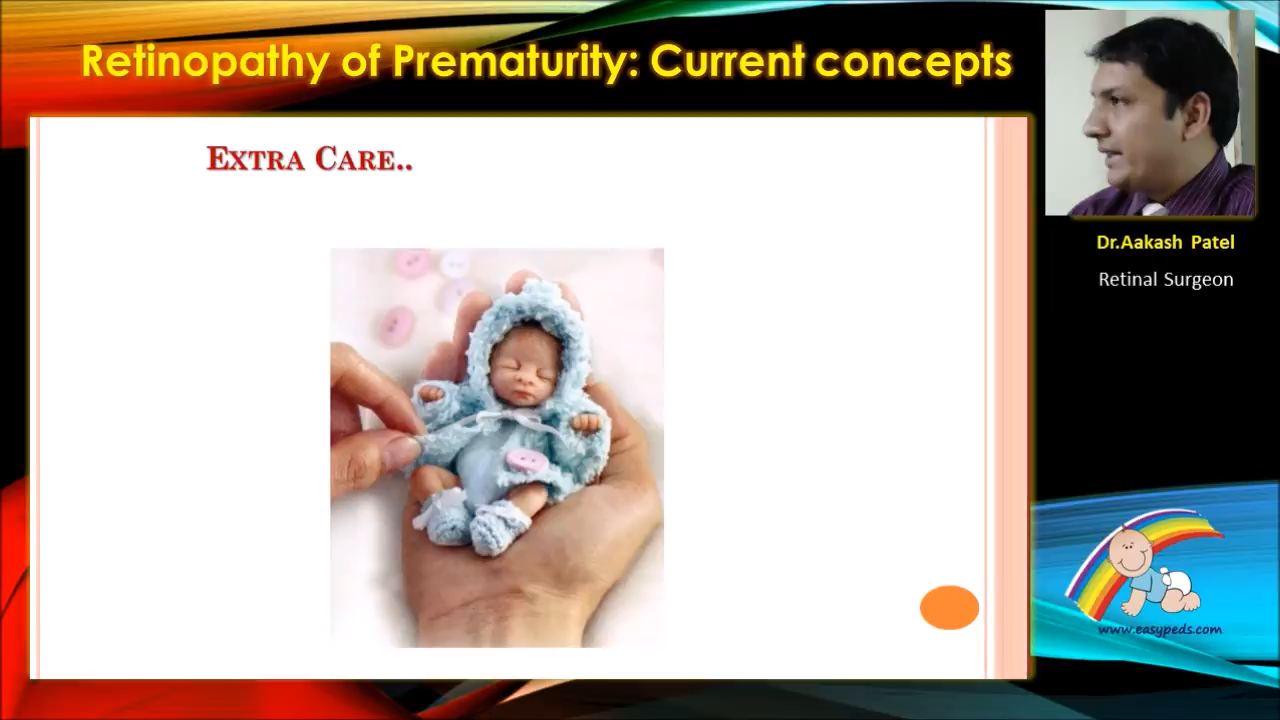 Retinopathy of Prematurity: Current concepts
EXTRA CARE..
Dr.Aakash Patel
Retinal Surgeon
www.easypeds.com